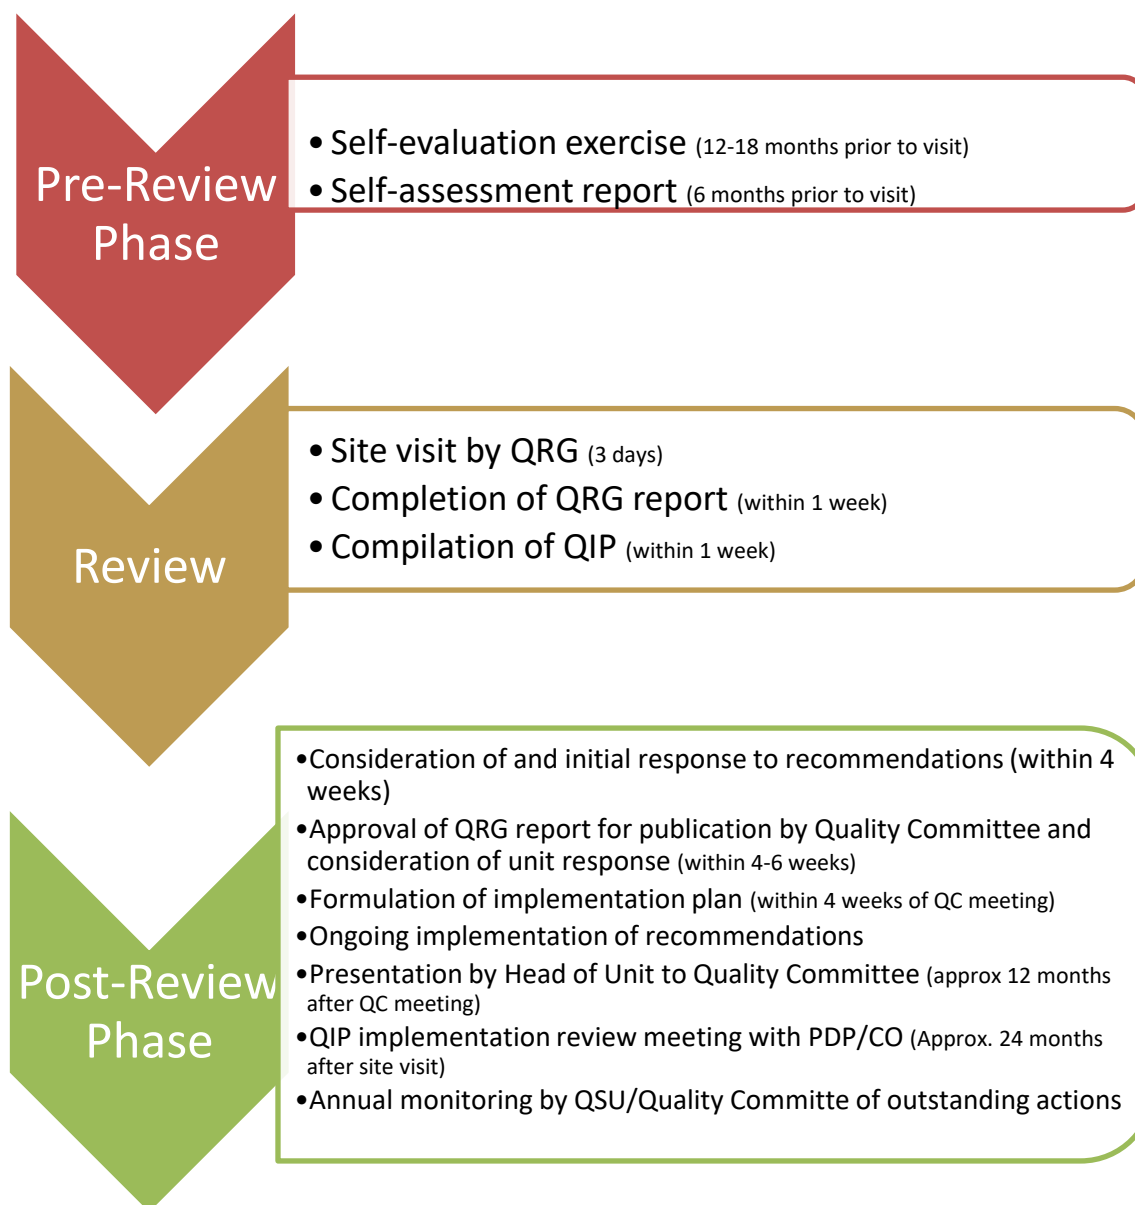 Pre-Review
Phase
• Self-evaluation exercise (12-18 months prior to visit)
• Self-assessment report (6 months prior to visit)
Review
• Site visit by QRG (3 days)
• Completion of QRG report (within 1 week)
• Compilation of QIP (within 1 week)
Post-Review
Phase
•Consideration of and initial response to recommendations (within 4
weeks)
•Approval of QRG report for publication by Quality Committee and
consideration of unit response (within 4-6 weeks)
•Formulation of implementation plan (within 4 weeks of QC meeting)
•Ongoing implementation of recommendations
•Presentation by Head of Unit to Quality Committee (approx 12 months
after QC meeting)
•QIP implementation review meeting with PDP/CO (Approx. 24 months
after site visit)
•Annual monitoring by QSU/Quality Committe of outstanding actions